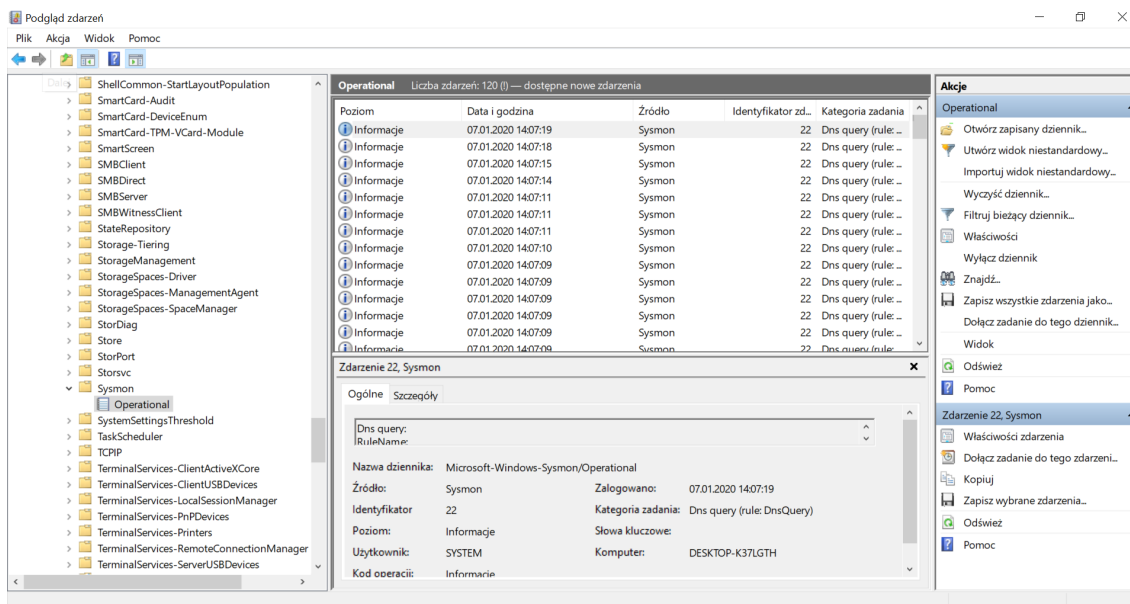 Podgląd zdarzeń
Plik Akcja Widok Pomoc
ShellCommon-StartLayoutPopulation
SmartCard-Audit
SmartCard-DeviceEnum
SmartCard-TPM-VCard-Module
SmartScreen
SMBClient
SMBDirect
SMBServer
SMBWitnessClient
StateRepository
Storage-Tiering
StorageManagement
StorageSpaces-Driver
StorageSpaces-ManagementAgent
StorageSpaces-SpaceManager
StorDiag
Store
StorPort
Storsvc
Sysmon
Operational
SystemSettingsThreshold
TaskScheduler
TCPIP
TerminalServices-ClientActiveXCore
TerminalServices-ClientUSBDevices
TerminalServices-LocalSessionManager
TerminalServices-PnPDevices
TerminalServices-Printers
TerminalServices-RemoteConnectionManager
TerminalServices-ServerUSBDevices
Operational Liczba zdarzeń: 120 (!) — dostępne nowe zdarzenia
Poziom Data i godzina Źródło Identyfikator zd... Kategoria zadania
Informacje 07.01.2020 14:07:19 Sysmon 22 Dns query (rule: ...
Informacje 07.01.2020 14:07:18 Sysmon 22 Dns query (rule: ...
Informacje 07.01.2020 14:07:15 Sysmon 22 Dns query (rule: ...
Informacje 07.01.2020 14:07:14 Sysmon 22 Dns query (rule: ...
Informacje 07.01.2020 14:07:11 Sysmon 22 Dns query (rule: ...
Informacje 07.01.2020 14:07:11 Sysmon 22 Dns query (rule: ...
Informacje 07.01.2020 14:07:11 Sysmon 22 Dns query (rule: ...
Informacje 07.01.2020 14:07:10 Sysmon 22 Dns query (rule: ...
Informacje 07.01.2020 14:07:09 Sysmon 22 Dns query (rule: ...
Informacje 07.01.2020 14:07:09 Sysmon 22 Dns query (rule: ...
Informacje 07.01.2020 14:07:09 Sysmon 22 Dns query (rule: ...
Informacje 07.01.2020 14:07:09 Sysmon 22 Dns query (rule: ...
Informacje 07.01.2020 14:07:09 Sysmon 22 Dns query (rule: ...
Informacje 07.01.2020 14:07:09 Sysmon 22 Dns query (rule: ...
Zdarzenie 22, Sysmon
Ogólne Szczegóły
Dns query:
RuleName:
Nazwa dziennika: Microsoft-Windows-Sysmon/Operational
Źródło: Sysmon Zalogowano: 07.01.2020 14:07:19
Identyfikator 22 Kategoria zadania: Dns query (rule: DnsQuery)
Poziom: Informacje Słowa kluczowe:
Użytkownik: SYSTEM Komputer: DESKTOP-K37LGTH
Kod operacji: Informacje
Akcje
Operational
Otwórz zapisany dziennik...
Utwórz widok niestandardowy...
Importuj widok niestandardowy...
Wyczyść dziennik...
Filtruj bieżący dziennik...
Właściwości
Wyłącz dziennik
Znajdź...
Zapisz wszystkie zdarzenia jako...
Dołącz zadanie do tego dziennik...
Widok
Odśwież
Pomoc
Zdarzenie 22, Sysmon
Właściwości zdarzenia
Dołącz zadanie do tego zdarzeni...
Kopiuj
Zapisz wybrane zdarzenia...
Odśwież
Pomoc